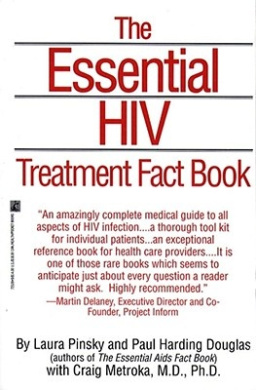 The
Essential
HIV
Treatment Fact Book
"An amazingly complete medical guide to all
aspects of HIV infection....a thorough tool kit
for individual patients...an exceptional
reference book for health care providers....It is
one of those rare books which seems to
anticipate just about every question a reader
might ask. Highly recommended."
—Martin Delaney, Executive Director and Co-
Founder, Project Inform
By Laura Pinsky and Paul Harding Douglas
(authors of The Essential Aids Fact Book)
with Craig Metroka, M.D., Ph.D.